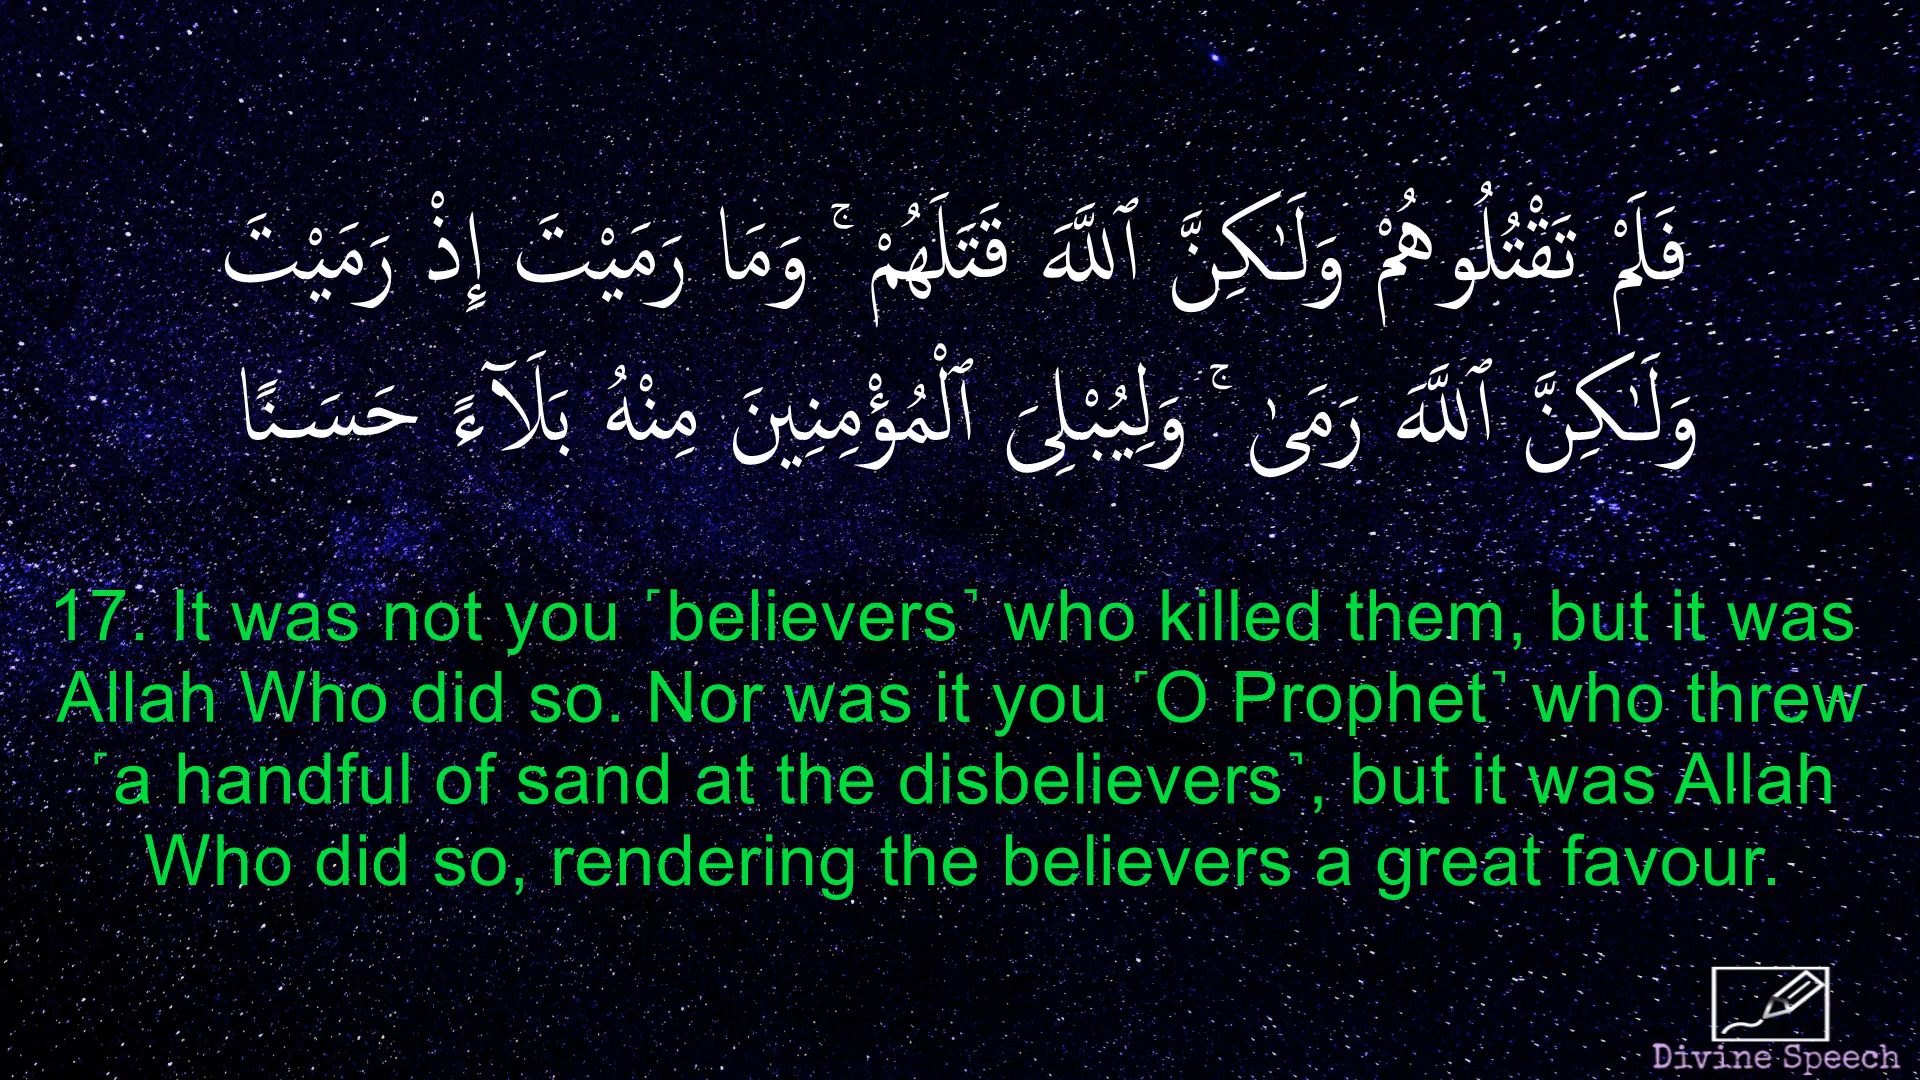 فَلَمْ تَقْتُلُوهُمْ وَلَـٰكِنَّ ٱللَّهَ قَتَلَهُمْ ۚ وَمَا رَمَيْتَ إِذْ رَمَيْتَ
وَلَـٰكِنَّ ٱللَّهَ رَمَىٰ ۚ وَلِيُبْلِىَ ٱلْمُؤْمِنِينَ مِنْهُ بَلَآءً حَسَنًا
17. It was not you ˹believers˺ who killed them, but it was
Allah Who did so. Nor was it you ˹O Prophet˺ who threw
˹a handful of sand at the disbelievers˺, but it was Allah
Who did so, rendering the believers a great favour.
Divine Speech